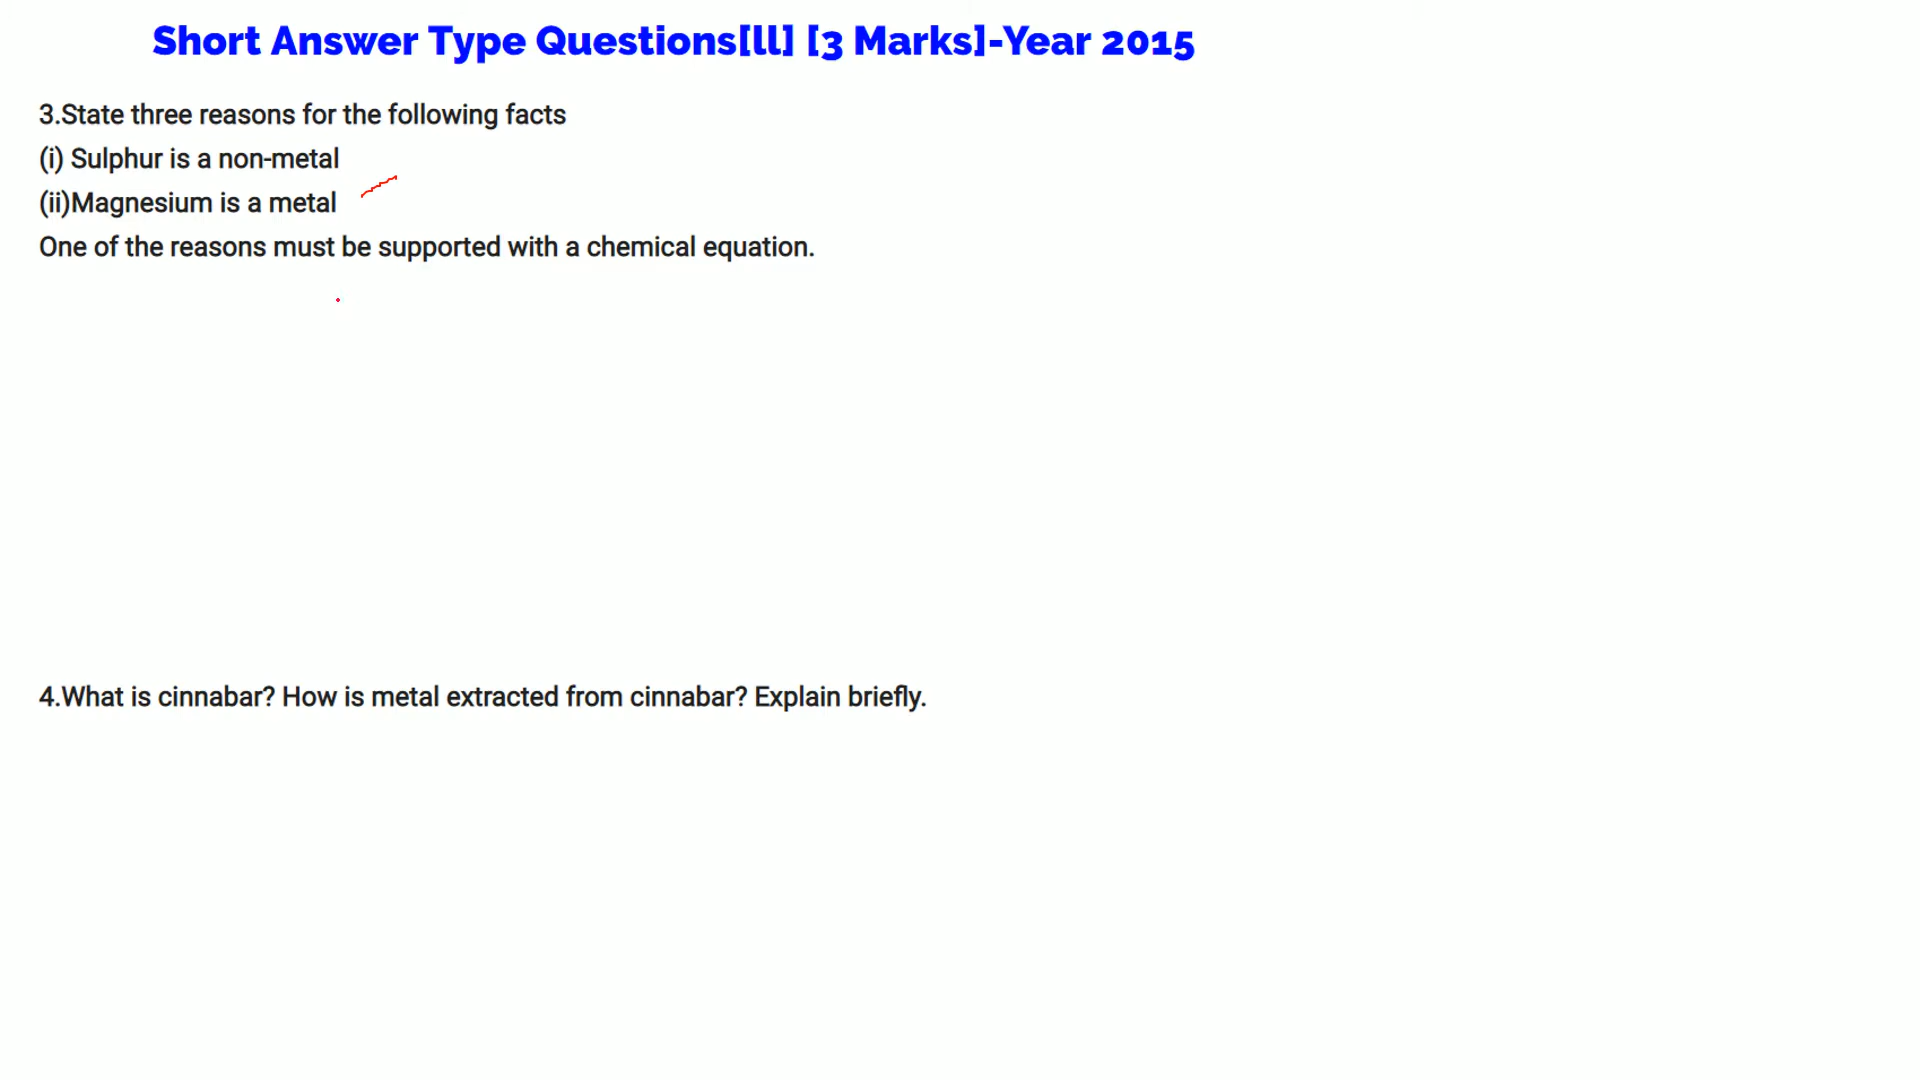 Short Answer Type Questions[ll] [3 Marks]-Year 2015
3.State three reasons for the following facts
(i) Sulphur is a non-metal
(ii)Magnesium is a metal
One of the reasons must be supported with a chemical equation.
4.What is cinnabar? How is metal extracted from cinnabar? Explain briefly.